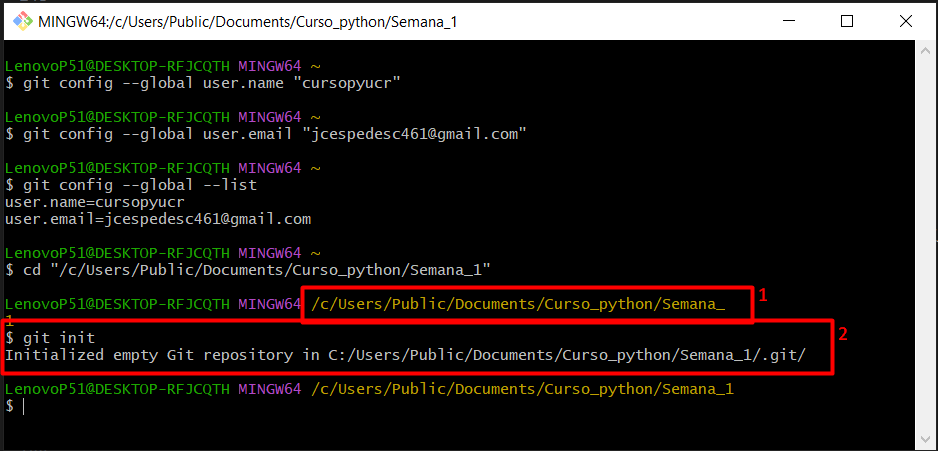 MINGW64:/c/Users/Public/Documents/Curso_python/Semana_1
LenovoP51@DESKTOP-RFJCQTH MINGW64 ~
$ git config --global user.name "cursopyucr"
LenovoP51@DESKTOP-RFJCQTH MINGW64 ~
$ git config --global user.email "jcespedesc461@gmail.com"
LenovoP51@DESKTOP-RFJCQTH MINGW64 ~
$ git config --global --list
user.name=cursopyucr
user.email=jcespedesc461@gmail.com
LenovoP51@DESKTOP-RFJCQTH MINGW64 ~
$ cd "/c/Users/Public/Documents/Curso_python/Semana_1"
LenovoP51@DESKTOP-RFJCQTH MINGW64 /c/Users/Public/Documents/Curso_python/Semana_
1
1
$ git init
2
Initialized empty Git repository in C:/Users/Public/Documents/Curso_python/Semana_1/.git/
LenovoP51@DESKTOP-RFJCQTH MINGW64 /c/Users/Public/Documents/Curso_python/Semana_1
$